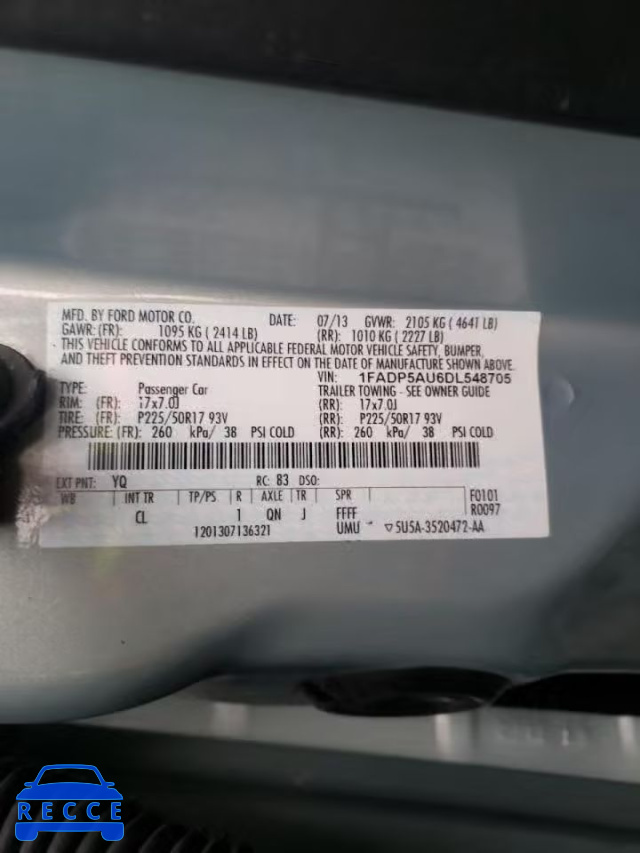 MFD. BY FORD MOTOR CO. DATE: 07/13 GVWR: 2105 KG ( 4641 LB)
GAWR: (FR): 1095 KG ( 2414 LB) (RR): 1010 KG ( 2227 LB)
"THIS VEHICLE CONFORMS TO ALL APPLICABLE FEDERAL MOTOR VEHICLE SAFETY, BUMPER,
AND THEFT PREVENTION STANDARDS IN EFFECT ON THE DATE OF MANUFACTURE SHOWN ABOVE.
VIN: 1FADP5AU6DL548705
TYPE: Passenger Car TRAILER TOWING - SEE OWNER GUIDE
RIM: (FR): 17x7.0J (RR): 17x7.0J
TIRE: (FR): P225/50R17 93V (RR): P225/50R17 93V
PRESSURE: (FR): 260 kPa/ 38 PSI COLD (RR): 260 kPa/ 38 PSI COLD
EXT PNT: YQ RC: 83 DSO:
WB INT TR TP/PS R AXLE TR SPR F0101
CL 1 QN J FFFF R0097
1201307136321 UMU ▽5U5A-3520472-AA
RECCE